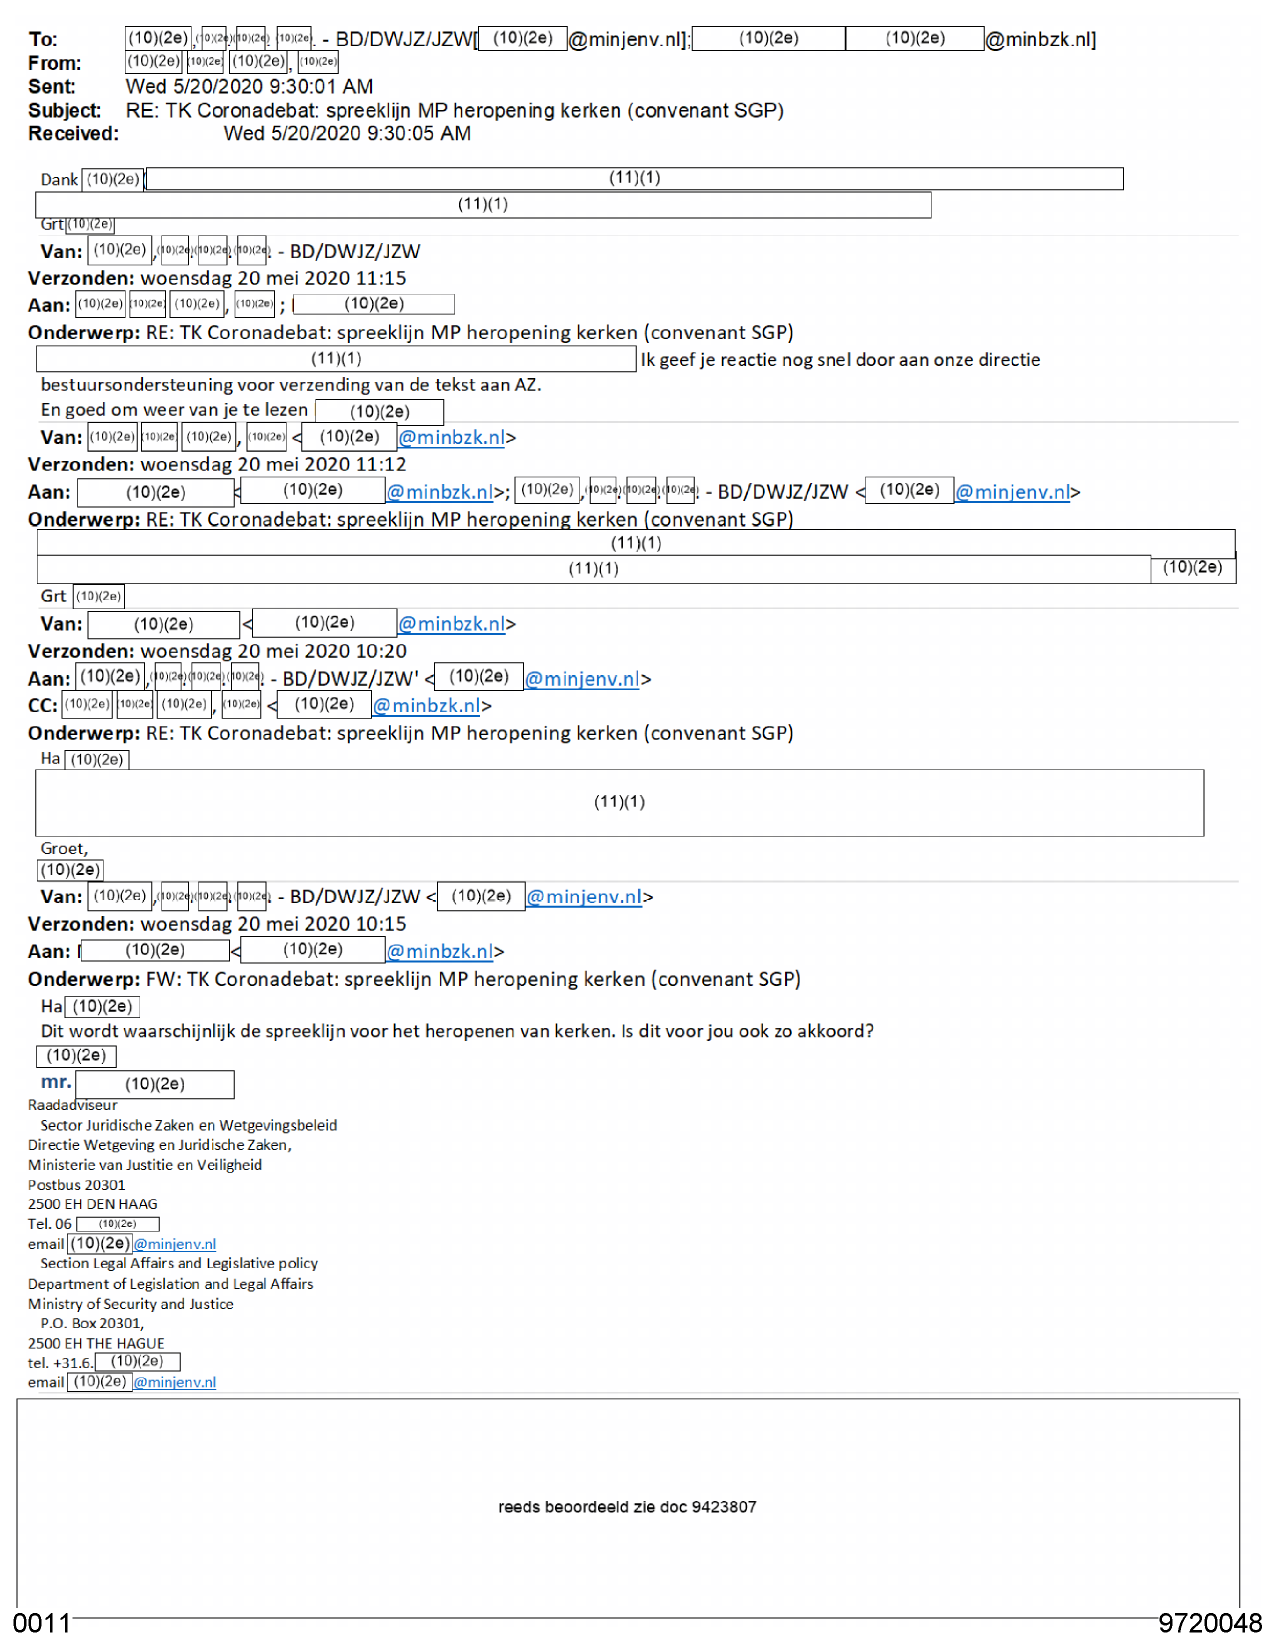 To: (10)(2e) ,(10)(2e).(10)(2e). (10)(2e). - BD/DWJZ/JZW[ (10)(2e) @minjenv.nl]; (10)(2e) (10)(2e) @minbzk.nl]
From: (10)(2e) (10)(2e) (10)(2e) , (10)(2e)
Sent: Wed 5/20/2020 9:30:01 AM
Subject: RE: TK Coronadebat: spreeklijn MP heropening kerken (convenant SGP)
Received: Wed 5/20/2020 9:30:05 AM
Dank (10)(2e) (11)(1)
(11)(1)
Grt (10)(2e)
Van: (10)(2e) ,(10)(2e).(10)(2e).(10)(2e). - BD/DWJZ/JZW
Verzonden: woensdag 20 mei 2020 11:15
Aan: (10)(2e) (10)(2e) (10)(2e) , (10)(2e) ; (10)(2e)
Onderwerp: RE: TK Coronadebat: spreeklijn MP heropening kerken (convenant SGP)
(11)(1) Ik geef je reactie nog snel door aan onze directie
bestuursondersteuning voor verzending van de tekst aan AZ.
En goed om weer van je te lezen (10)(2e)
Van: (10)(2e) (10)(2e) (10)(2e) , (10)(2e) < (10)(2e) @minbzk.nl>
Verzonden: woensdag 20 mei 2020 11:12
Aan: (10)(2e) < (10)(2e) @minbzk.nl>; (10)(2e) ,(10)(2e).(10)(2e).(10)(2e). - BD/DWJZ/JZW < (10)(2e) @minjenv.nl>
Onderwerp: RE: TK Coronadebat: spreeklijn MP heropening kerken (convenant SGP)
(11)(1)
(11)(1) (10)(2e)
Grt (10)(2e)
Van: (10)(2e) < (10)(2e) @minbzk.nl>
Verzonden: woensdag 20 mei 2020 10:20
Aan: (10)(2e) ,(10)(2e).(10)(2e).(10)(2e). - BD/DWJZ/JZW' < (10)(2e) @minjenv.nl>
CC: (10)(2e) (10)(2e) (10)(2e) , (10)(2e) < (10)(2e) @minbzk.nl>
Onderwerp: RE: TK Coronadebat: spreeklijn MP heropening kerken (convenant SGP)
Ha (10)(2e)
(11)(1)
Groet,
(10)(2e)
Van: (10)(2e) ,(10)(2e).(10)(2e).(10)(2e). - BD/DWJZ/JZW < (10)(2e) @minjenv.nl>
Verzonden: woensdag 20 mei 2020 10:15
Aan: (10)(2e) < (10)(2e) @minbzk.nl>
Onderwerp: FW: TK Coronadebat: spreeklijn MP heropening kerken (convenant SGP)
Ha (10)(2e)
Dit wordt waarschijnlijk de spreeklijn voor het heropenen van kerken. Is dit voor jou ook zo akkoord?
(10)(2e)
mr. (10)(2e)
Raadadviseur
Sector Juridische Zaken en Wetgevingsbeleid
Directie Wetgeving en Juridische Zaken,
Ministerie van Justitie en Veiligheid
Postbus 20301
2500 EH DEN HAAG
Tel. 06 (10)(2e)
email (10)(2e) @minjenv.nl
Section Legal Affairs and Legislative policy
Department of Legislation and Legal Affairs
Ministry of Security and Justice
P.O. Box 20301,
2500 EH THE HAGUE
tel. +31.6. (10)(2e)
email (10)(2e) @minjenv.nl
reeds beoordeeld zie doc 9423807
0011 9720048